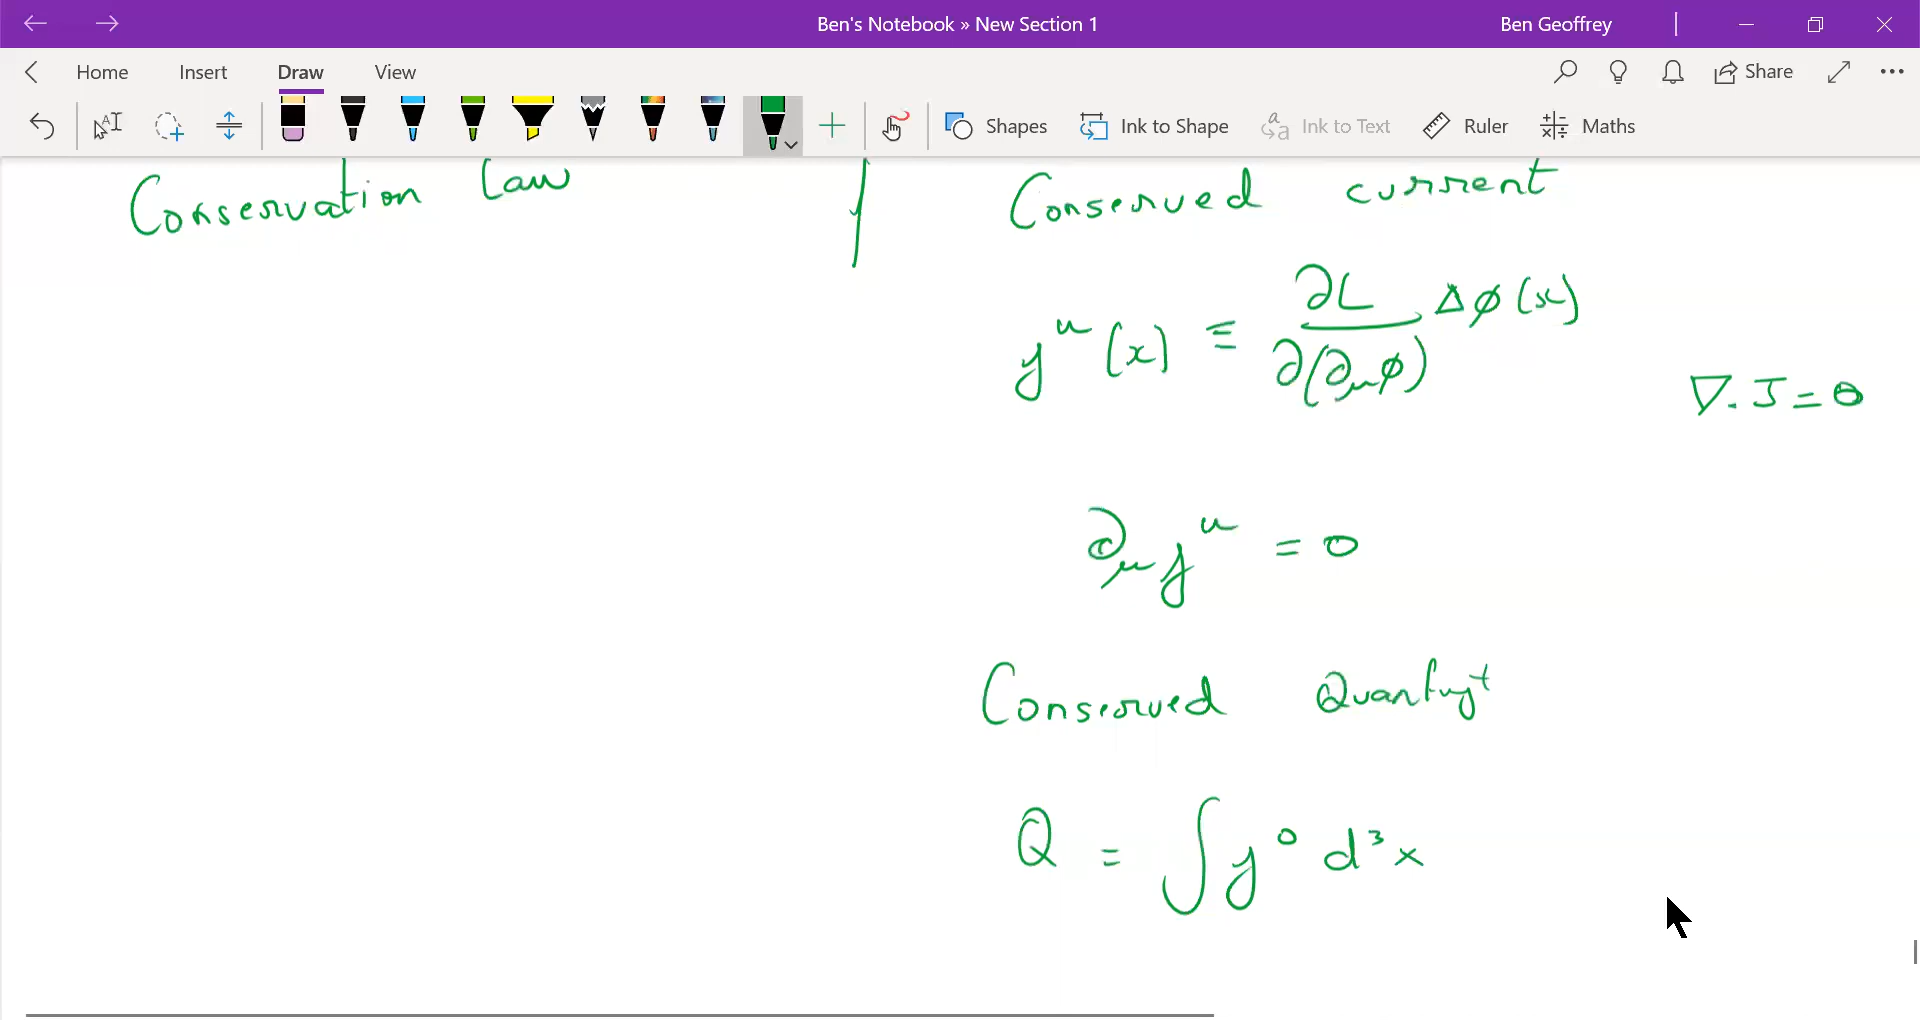 Ben's Notebook » New Section 1
Ben Geoffrey
Home Insert Draw View
Share
Shapes Ink to Shape Ink to Text Ruler Maths
Conservation Law
Conserved current
y^μ(x) ≡ ∂L/∂(∂_μφ) Δφ(x)
∇.J=0
∂_μ y^μ = 0
Conserved
Q = ∫y^0 d^3x